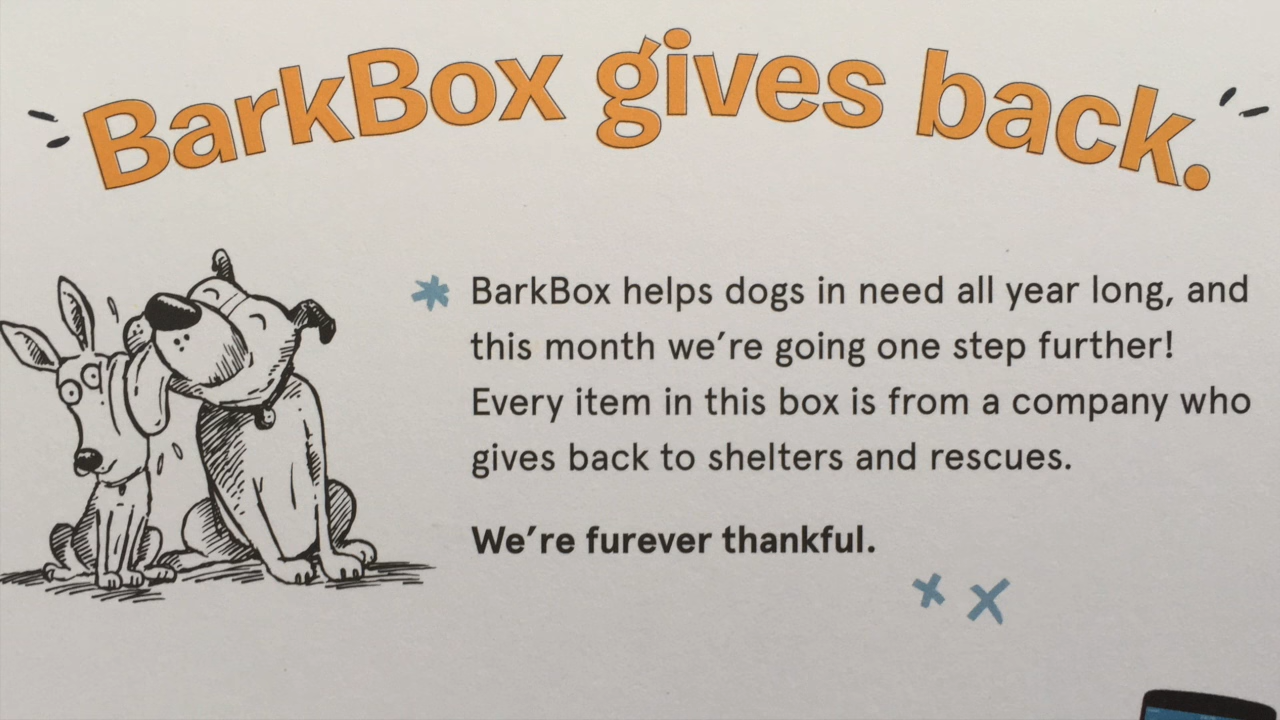 BarkBox gives back.
BarkBox helps dogs in need all year long, and
this month we’re going one step further!
Every item in this box is from a company who
gives back to shelters and rescues.
We’re furever thankful.